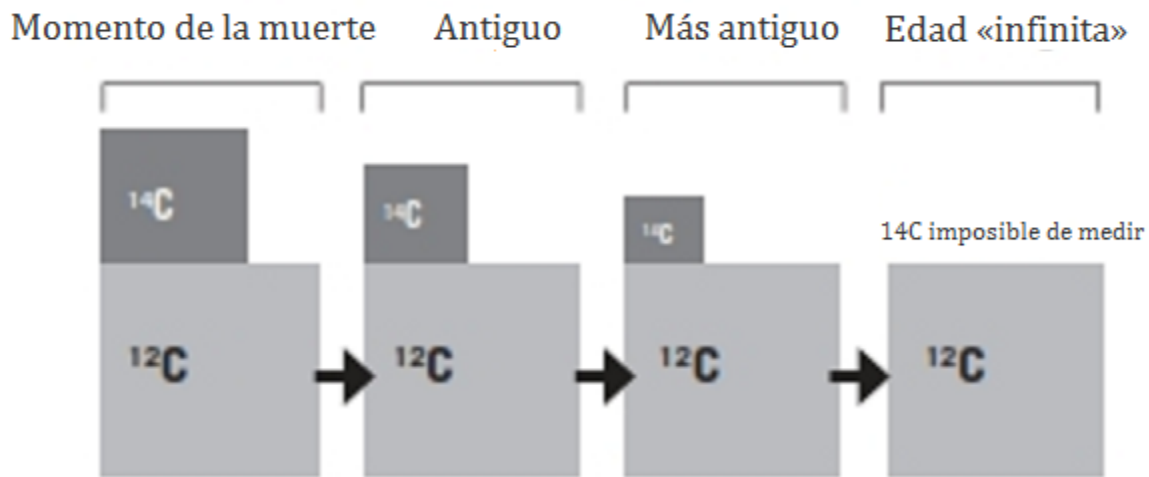 Momento de la muerte Antiguo Más antiguo Edad «infinita»
¹⁴C ¹⁴C ¹⁴C 14C imposible de medir
¹²C ¹²C ¹²C ¹²C